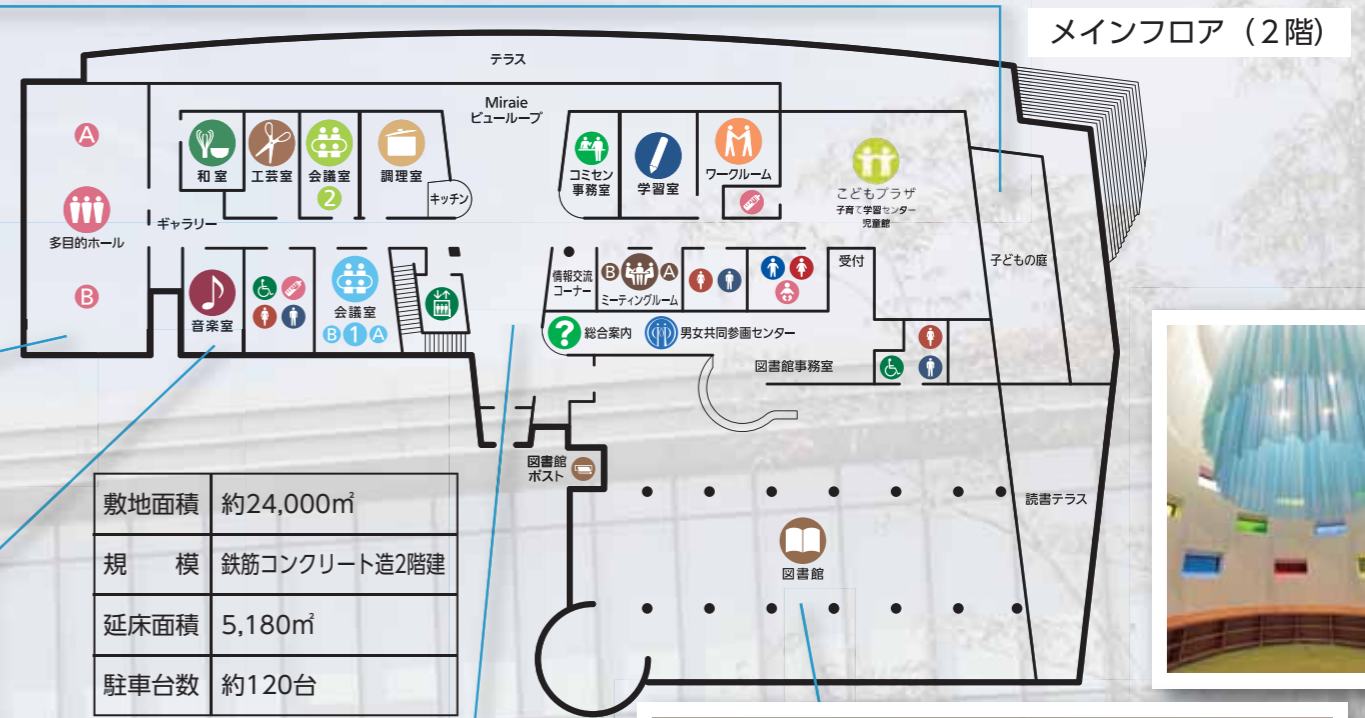 メインフロア（２階）
テラス
Miraie
ビューループ
A
多目的ホール
B
ギャラリー
和室
工芸室
会議室
2
調理室
キッチン
コミセン
事務室
学習室
ワークルーム
こどもプラザ
子育て学習センター
児童館
子どもの庭
音楽室
会議室
B 1 A
情報交流
コーナー
B A
ミーティングルーム
受付
? 総合案内
男女共同参画センター
図書館事務室
図書館
ポスト
読書テラス
図書館
敷地面積 約24,000㎡
規　模 鉄筋コンクリート造2階建
延床面積 5,180㎡
駐車台数 約120台